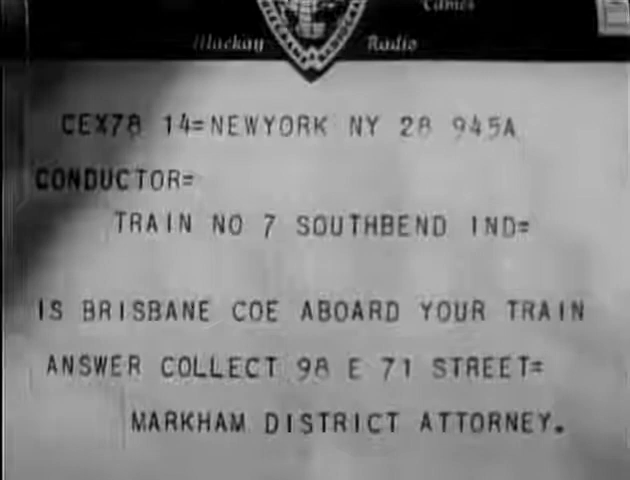 Cables
Mackay Radio
CEX78 14=NEWYORK NY 28 945A
CONDUCTOR=
TRAIN NO 7 SOUTHBEND IND=
IS BRISBANE COE ABOARD YOUR TRAIN
ANSWER COLLECT 98 E 71 STREET=
MARKHAM DISTRICT ATTORNEY.